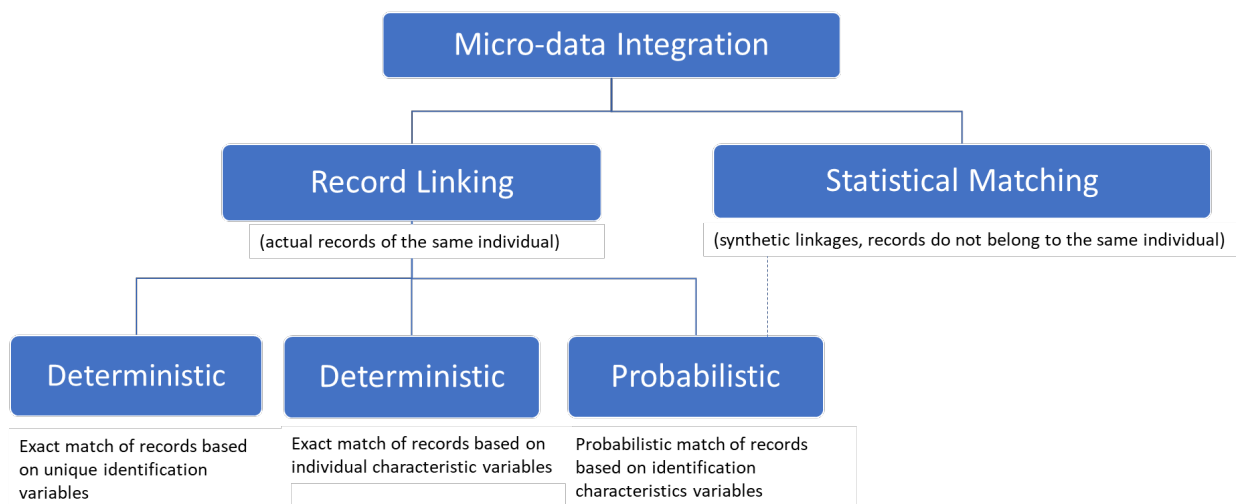 Micro-data Integration
Record Linking
Statistical Matching
(actual records of the same individual)
(synthetic linkages, records do not belong to the same individual)
Deterministic
Deterministic
Probabilistic
Exact match of records based
on unique identification
variables
Exact match of records based on
individual characteristic variables
Probabilistic match of records
based on identification
characteristics variables